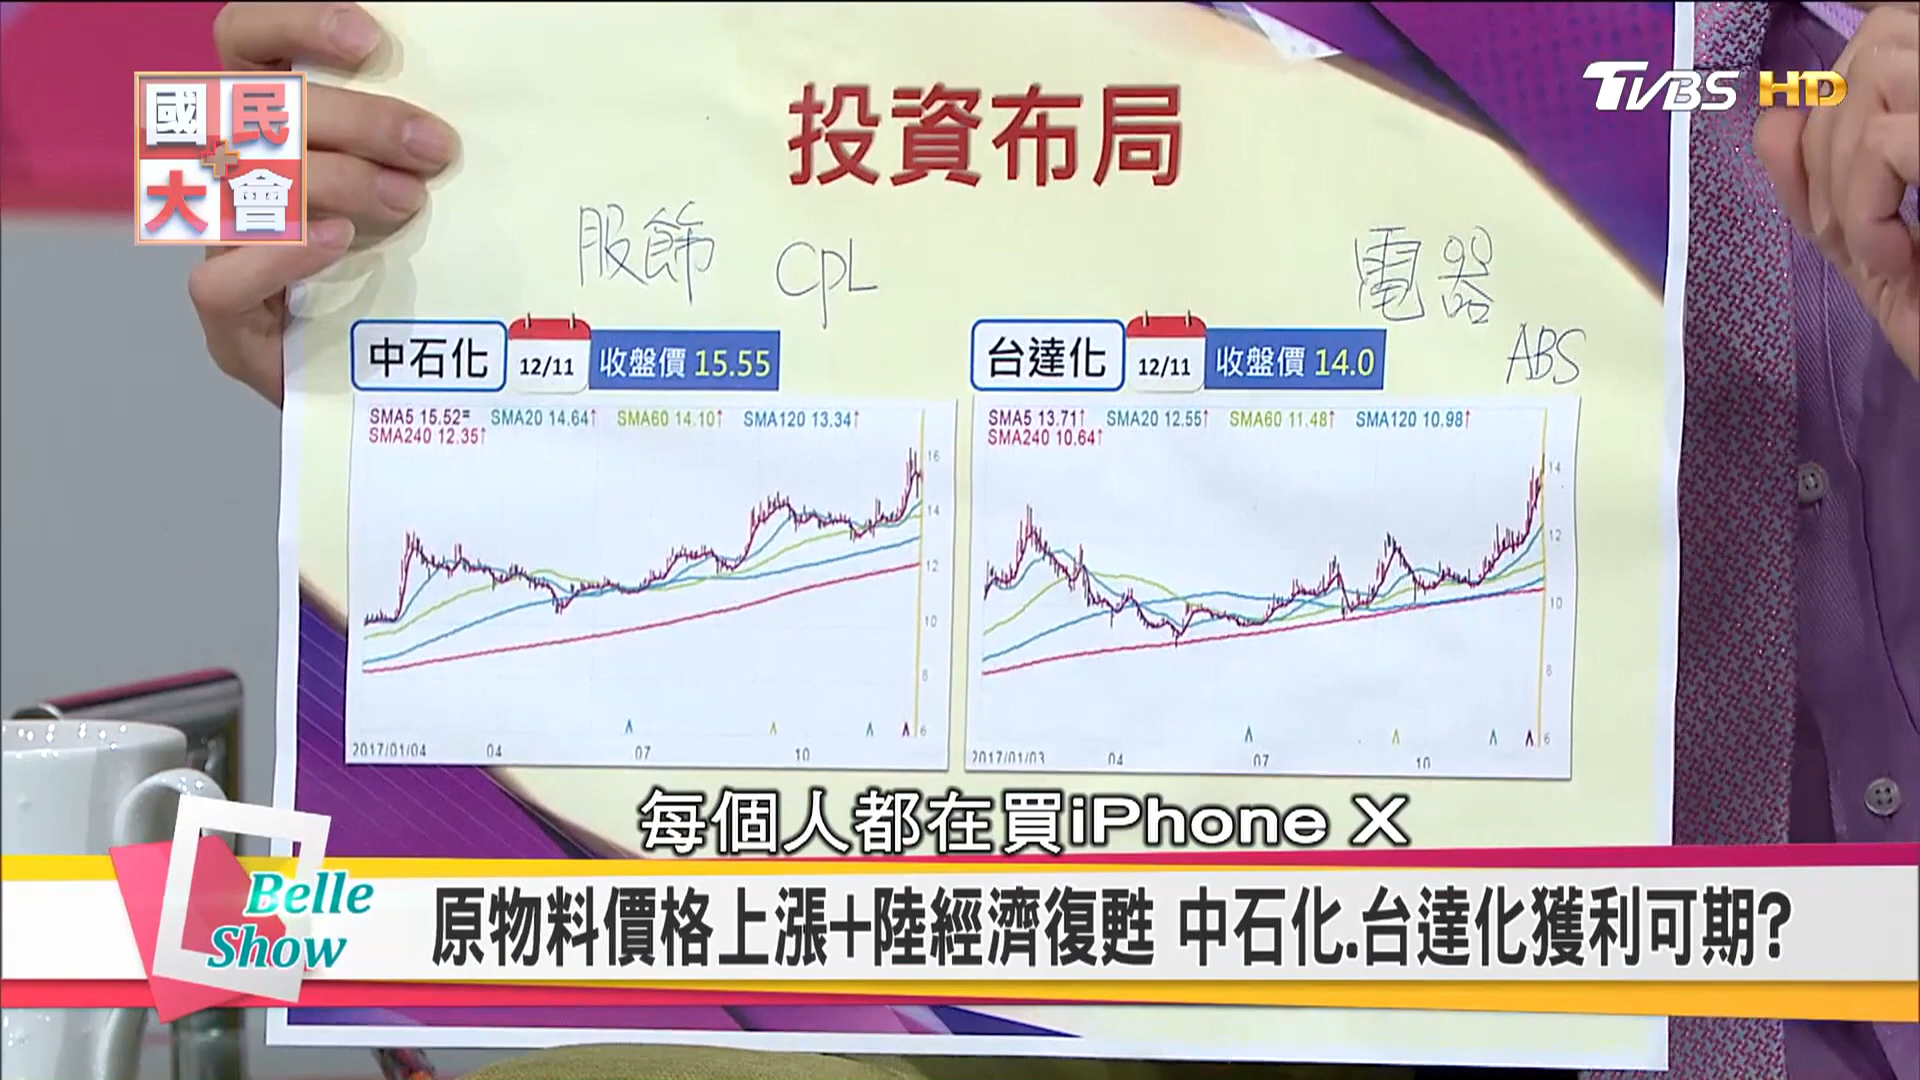 國民
大會
TVBS HD
投資布局
服飾 CPL
電器
ABS
中石化 12/11 收盤價 15.55
SMA5 15.52= SMA20 14.64↑ SMA60 14.10↑ SMA120 13.34↑
SMA240 12.35↑
16
14
12
10
8
6
2017/01/04 04 07 10
台達化 12/11 收盤價 14.0
SMA5 13.71↑ SMA20 12.55↑ SMA60 11.48↑ SMA120 10.98↑
SMA240 10.64↑
14
12
10
8
6
2017/01/03 04 07 10
每個人都在買iPhone X
Belle
Show
原物料價格上漲+陸經濟復甦 中石化.台達化獲利可期?